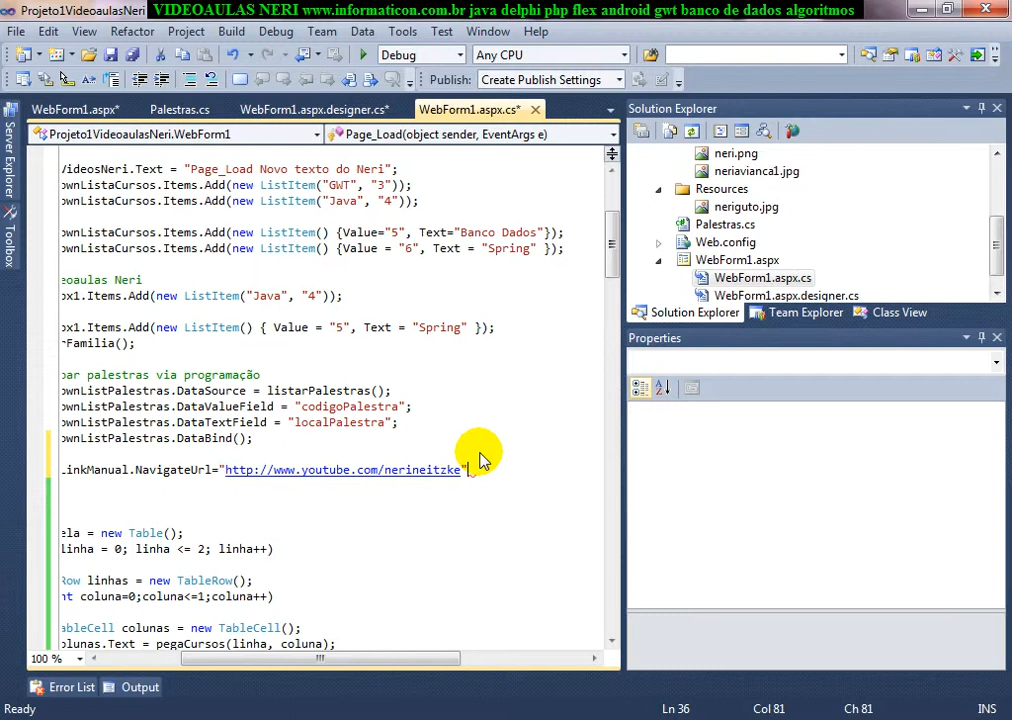 Projeto1VideoaulasNeri
VIDEOAULAS NERI www.informaticon.com.br java delphi php flex android gwt banco de dados algoritmos
File Edit View Refactor Project Build Debug Team Data Tools Test Window Help
Debug Any CPU
Publish: Create Publish Settings
WebForm1.aspx* Palestras.cs WebForm1.aspx.designer.cs* WebForm1.aspx.cs*
Projeto1VideoaulasNeri.WebForm1 Page_Load(object sender, EventArgs e)
VideosNeri.Text = "Page_Load Novo texto do Neri";
ownListaCursos.Items.Add(new ListItem("GWT", "3"));
ownListaCursos.Items.Add(new ListItem("Java", "4"));
ownListaCursos.Items.Add(new ListItem() {Value="5", Text="Banco Dados"});
ownListaCursos.Items.Add(new ListItem() {Value = "6", Text = "Spring" });
eoaulas Neri
ox1.Items.Add(new ListItem("Java", "4"));
ox1.Items.Add(new ListItem() { Value = "5", Text = "Spring" });
rFamilia();
par palestras via programação
ownListPalestras.DataSource = listarPalestras();
ownListPalestras.DataValueField = "codigoPalestra";
ownListPalestras.DataTextField = "localPalestra";
ownListPalestras.DataBind();
LinkManual.NavigateUrl="http://www.youtube.com/nerineitzke"
ela = new Table();
linha = 0; linha <= 2; linha++)
Row linhas = new TableRow();
nt coluna=0;coluna<=1;coluna++)
ableCell colunas = new TableCell();
olunas.Text = pegaCursos(linha, coluna);
100 %
Server Explorer
Toolbox
Solution Explorer
neri.png
neriavianca1.jpg
Resources
neriguto.jpg
Palestras.cs
Web.config
WebForm1.aspx
WebForm1.aspx.cs
WebForm1.aspx.designer.cs
Solution Explorer Team Explorer Class View
Properties
Error List Output
Ready Ln 36 Col 81 Ch 81 INS